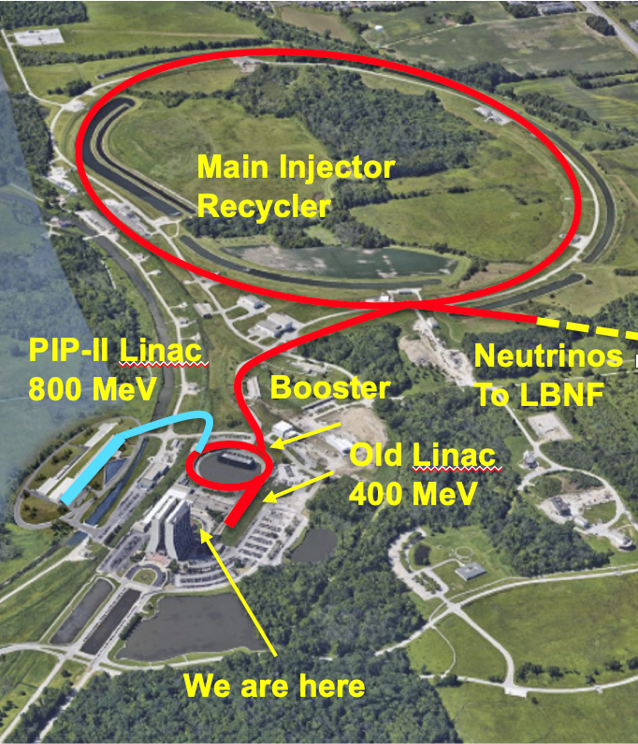 Main Injector
Recycler
PIP-II Linac
800 MeV
Booster
Neutrinos
To LBNF
Old Linac
400 MeV
We are here